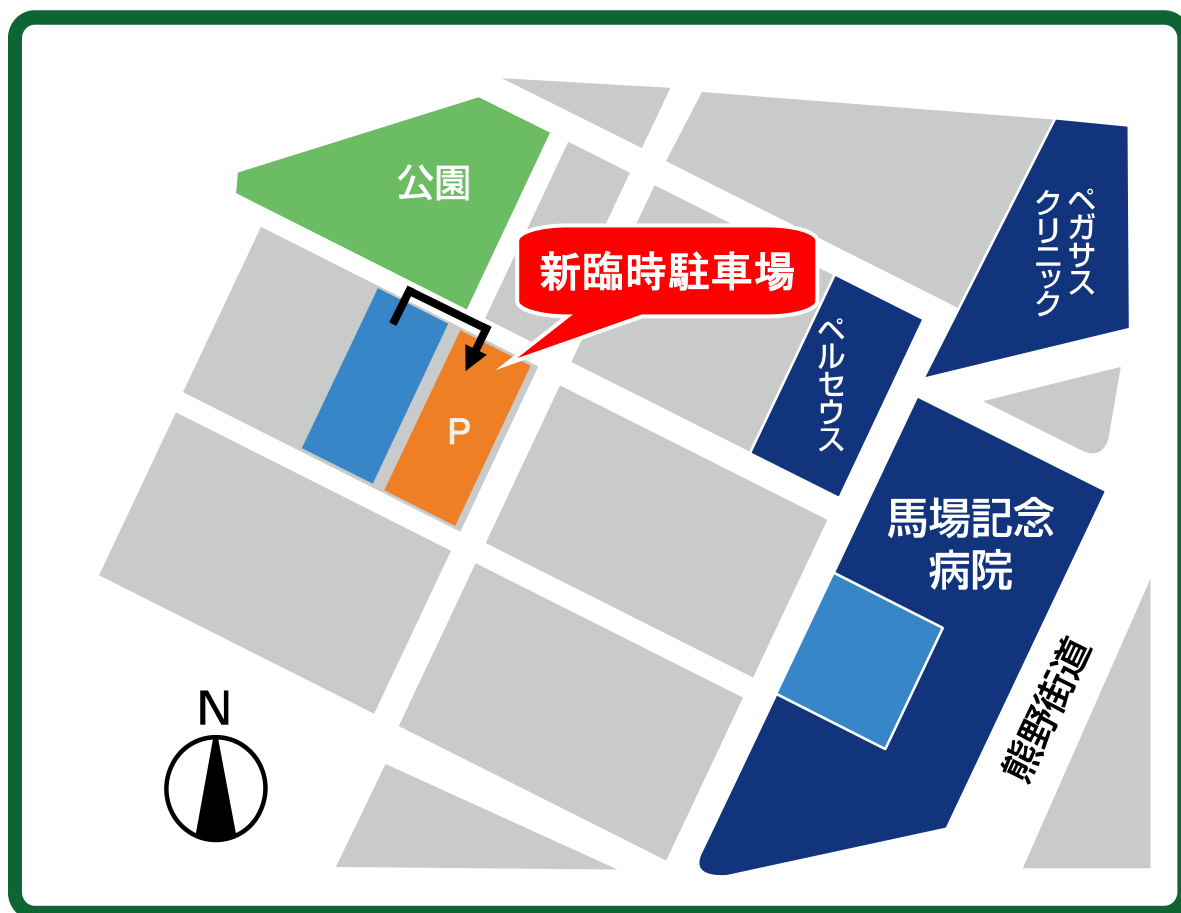 公園
新臨時駐車場
ペガサス
クリニック
ペルセウス
P
馬場記念
病院
熊野街道
N